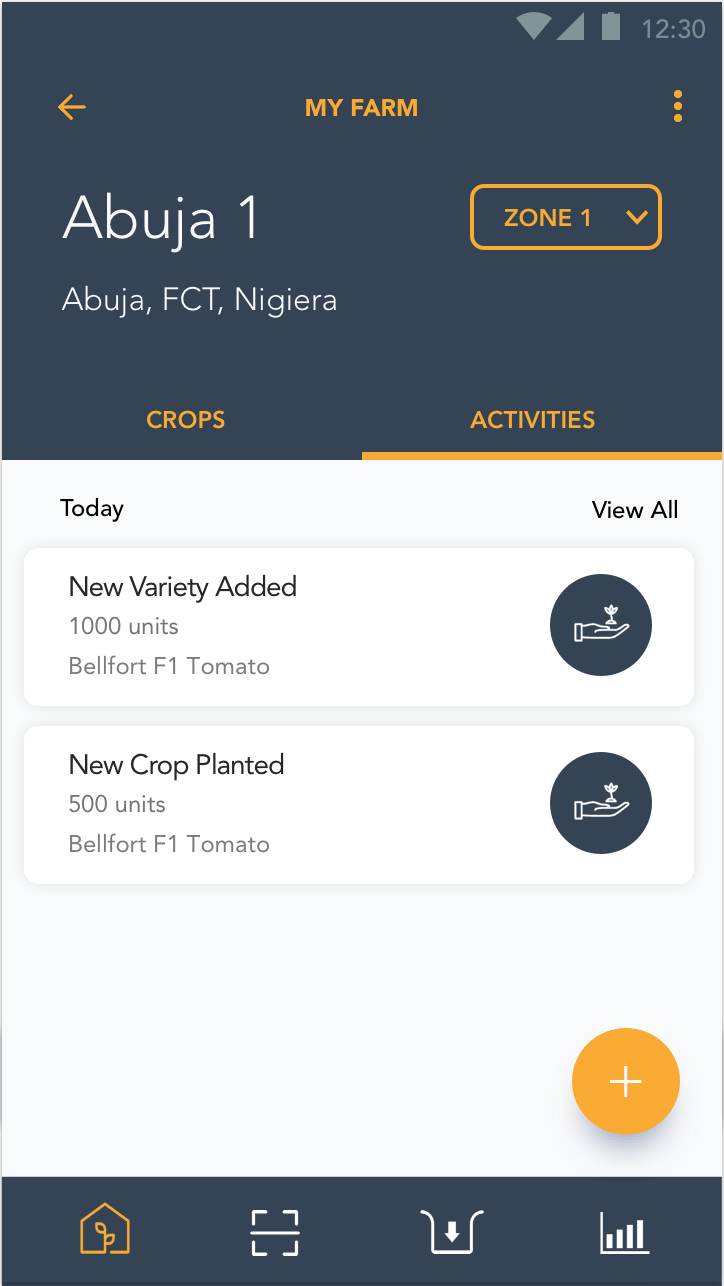 12:30
MY FARM
Abuja 1
ZONE 1
Abuja, FCT, Nigiera
CROPS
ACTIVITIES
Today
View All
New Variety Added
1000 units
Bellfort F1 Tomato
New Crop Planted
500 units
Bellfort F1 Tomato